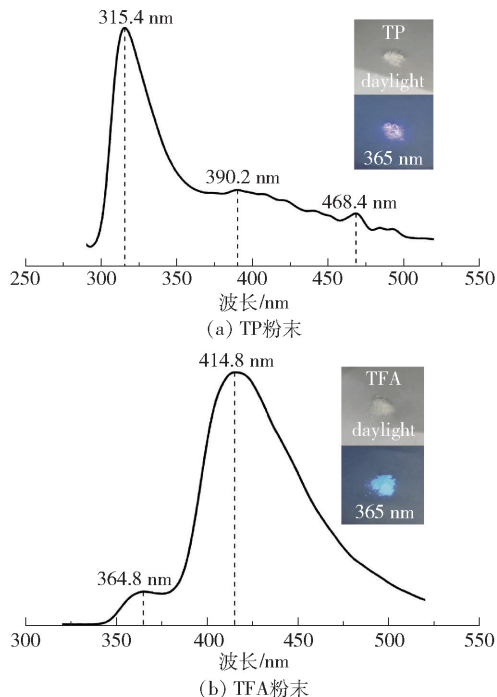 315.4 nm
TP
daylight
365 nm
390.2 nm
468.4 nm
250 300 350 400 450 500 550
波长/nm
(a) TP粉末
414.8 nm
TFA
daylight
365 nm
364.8 nm
300 350 400 450 500 550
波长/nm
(b) TFA粉末